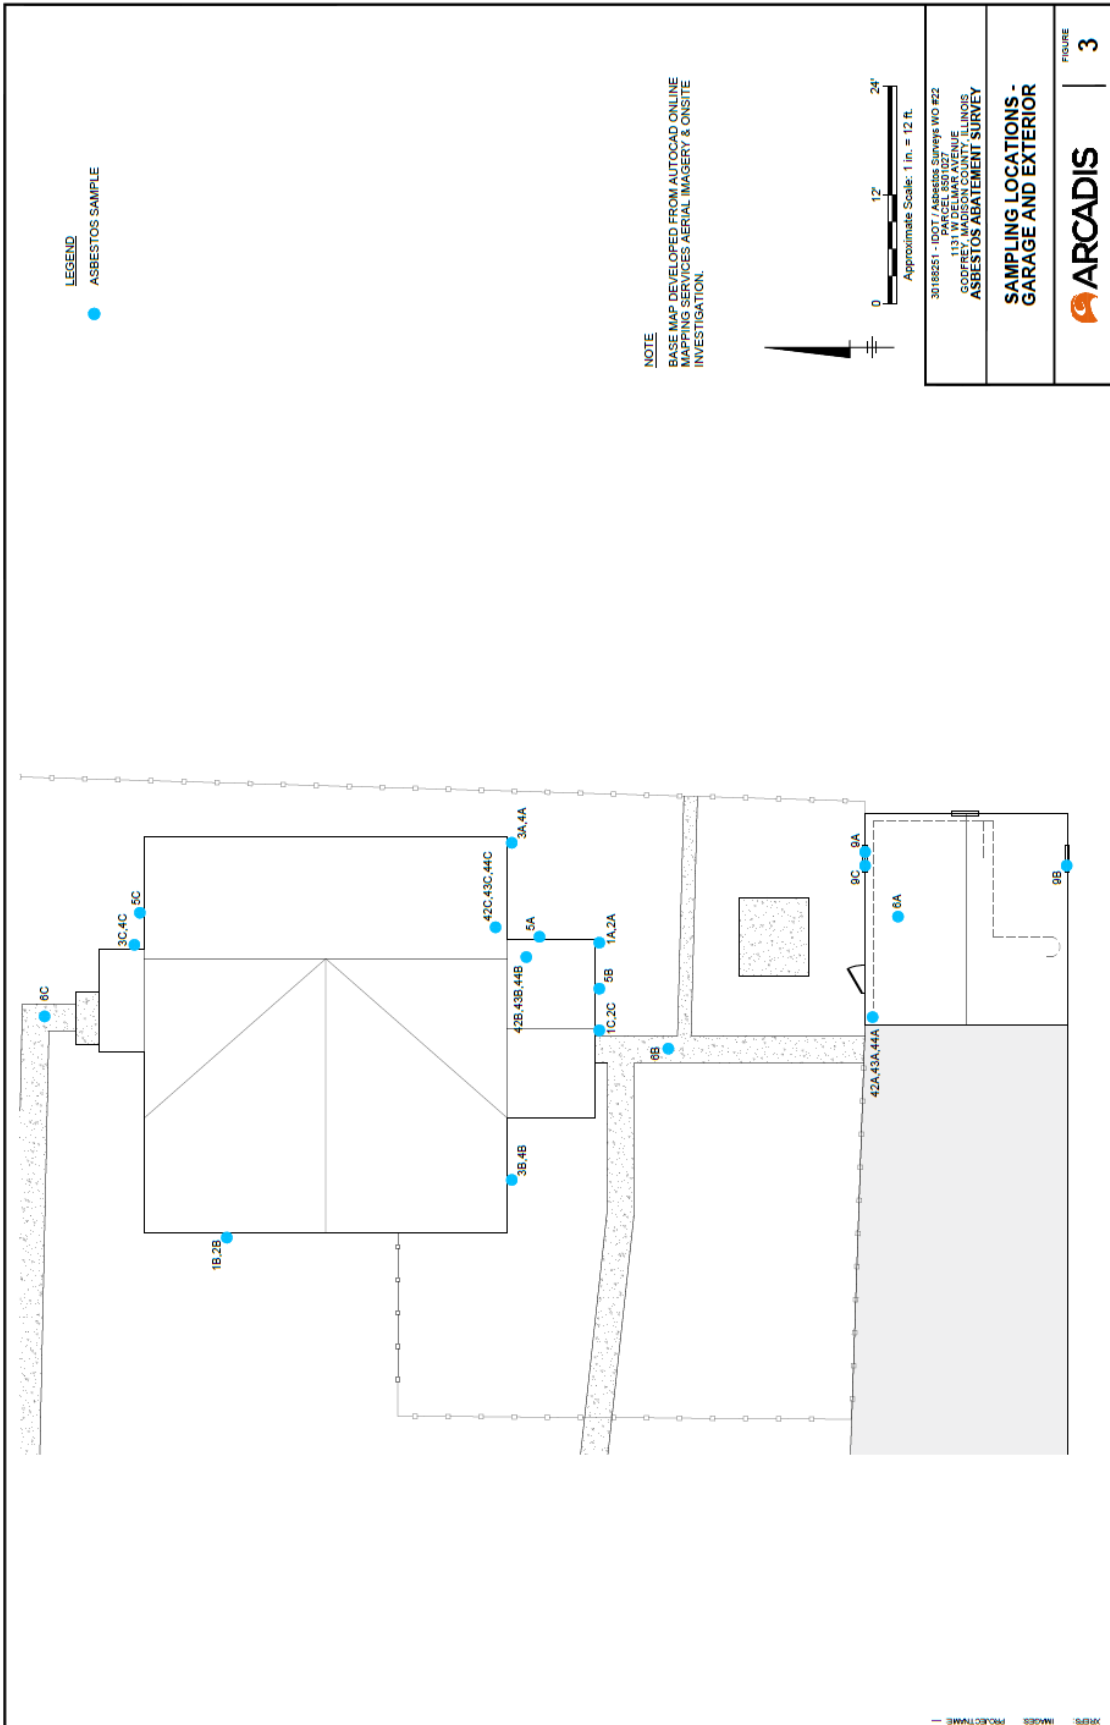 LEGEND
ASBESTOS SAMPLE
6C
3C,4C
5C
1B,2B
42C,43C,44C
3A,4A
5A
42B,43B,44B
1A,2A
5B
1C,2C
3B,4B
6B
9A
9C
6A
9B
42A,43A,44A
NOTE
BASE MAP DEVELOPED FROM AUTOCAD ONLINE
MAPPING SERVICES AERIAL IMAGERY & ONSITE
INVESTIGATION.
0 12' 24'
Approximate Scale: 1 in. = 12 ft.
30188251 - IDOT / Asbestos Surveys WO #22
PARCEL 8501027
1131 W DELMAR AVENUE
GODFREY, MADISON COUNTY, ILLINOIS
ASBESTOS ABATEMENT SURVEY
SAMPLING LOCATIONS -
GARAGE AND EXTERIOR
ARCADIS
FIGURE
3
XREFS:
IMAGES:
PROJECTNAME: